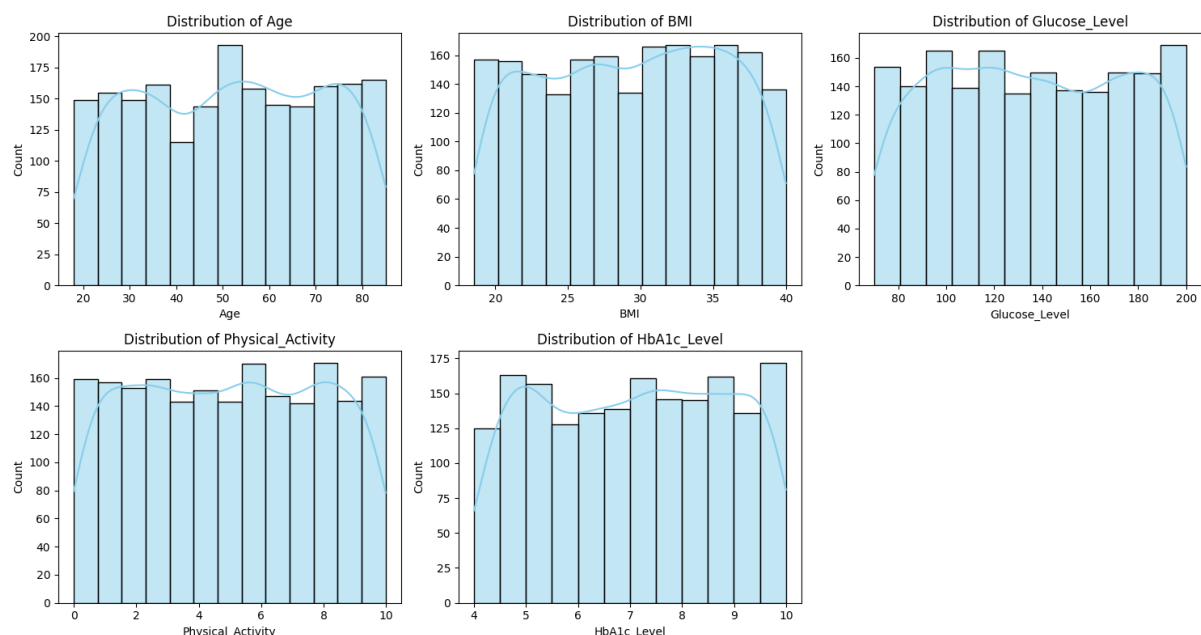 Distribution of Age
200
175
150
125
100
75
50
25
0
Count
20 30 40 50 60 70 80
Age
Distribution of BMI
160
140
120
100
80
60
40
20
0
Count
20 25 30 35 40
BMI
Distribution of Glucose_Level
160
140
120
100
80
60
40
20
0
Count
80 100 120 140 160 180 200
Glucose_Level
Distribution of Physical_Activity
160
140
120
100
80
60
40
20
0
Count
0 2 4 6 8 10
Physical_Activity
Distribution of HbA1c_Level
175
150
125
100
75
50
25
0
Count
4 5 6 7 8 9 10
HbA1c_Level